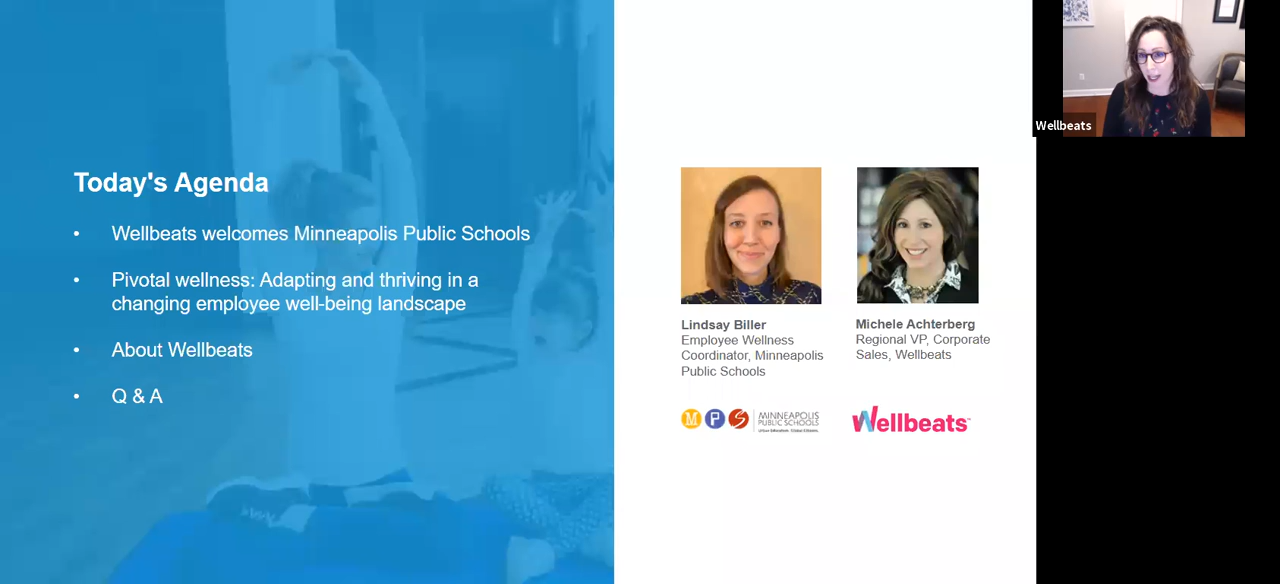 Today's Agenda
• Wellbeats welcomes Minneapolis Public Schools
• Pivotal wellness: Adapting and thriving in a
changing employee well-being landscape
• About Wellbeats
• Q & A
Lindsay Biller
Employee Wellness
Coordinator, Minneapolis
Public Schools
M P S MINNEAPOLIS
PUBLIC SCHOOLS
Michele Achterberg
Regional VP, Corporate
Sales, Wellbeats
Wellbeats™
Wellbeats